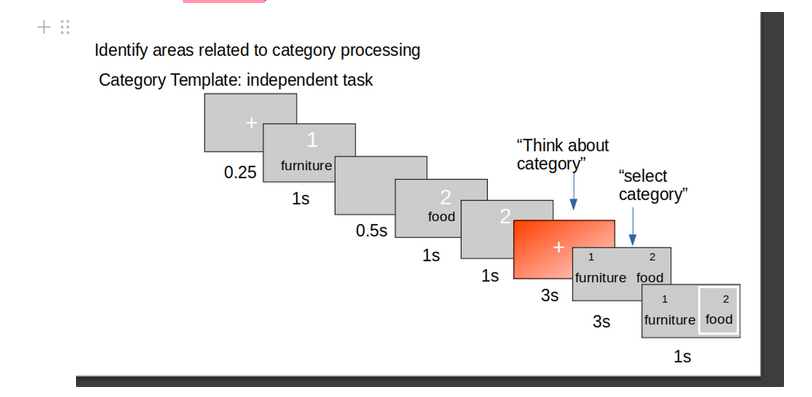 Identify areas related to category processing
Category Template: independent task
+
0.25
1
furniture
1s
0.5s
2
food
1s
2
1s
“Think about
category”
+
3s
“select
category”
1 2
furniture food
3s
1 2
furniture food
1s